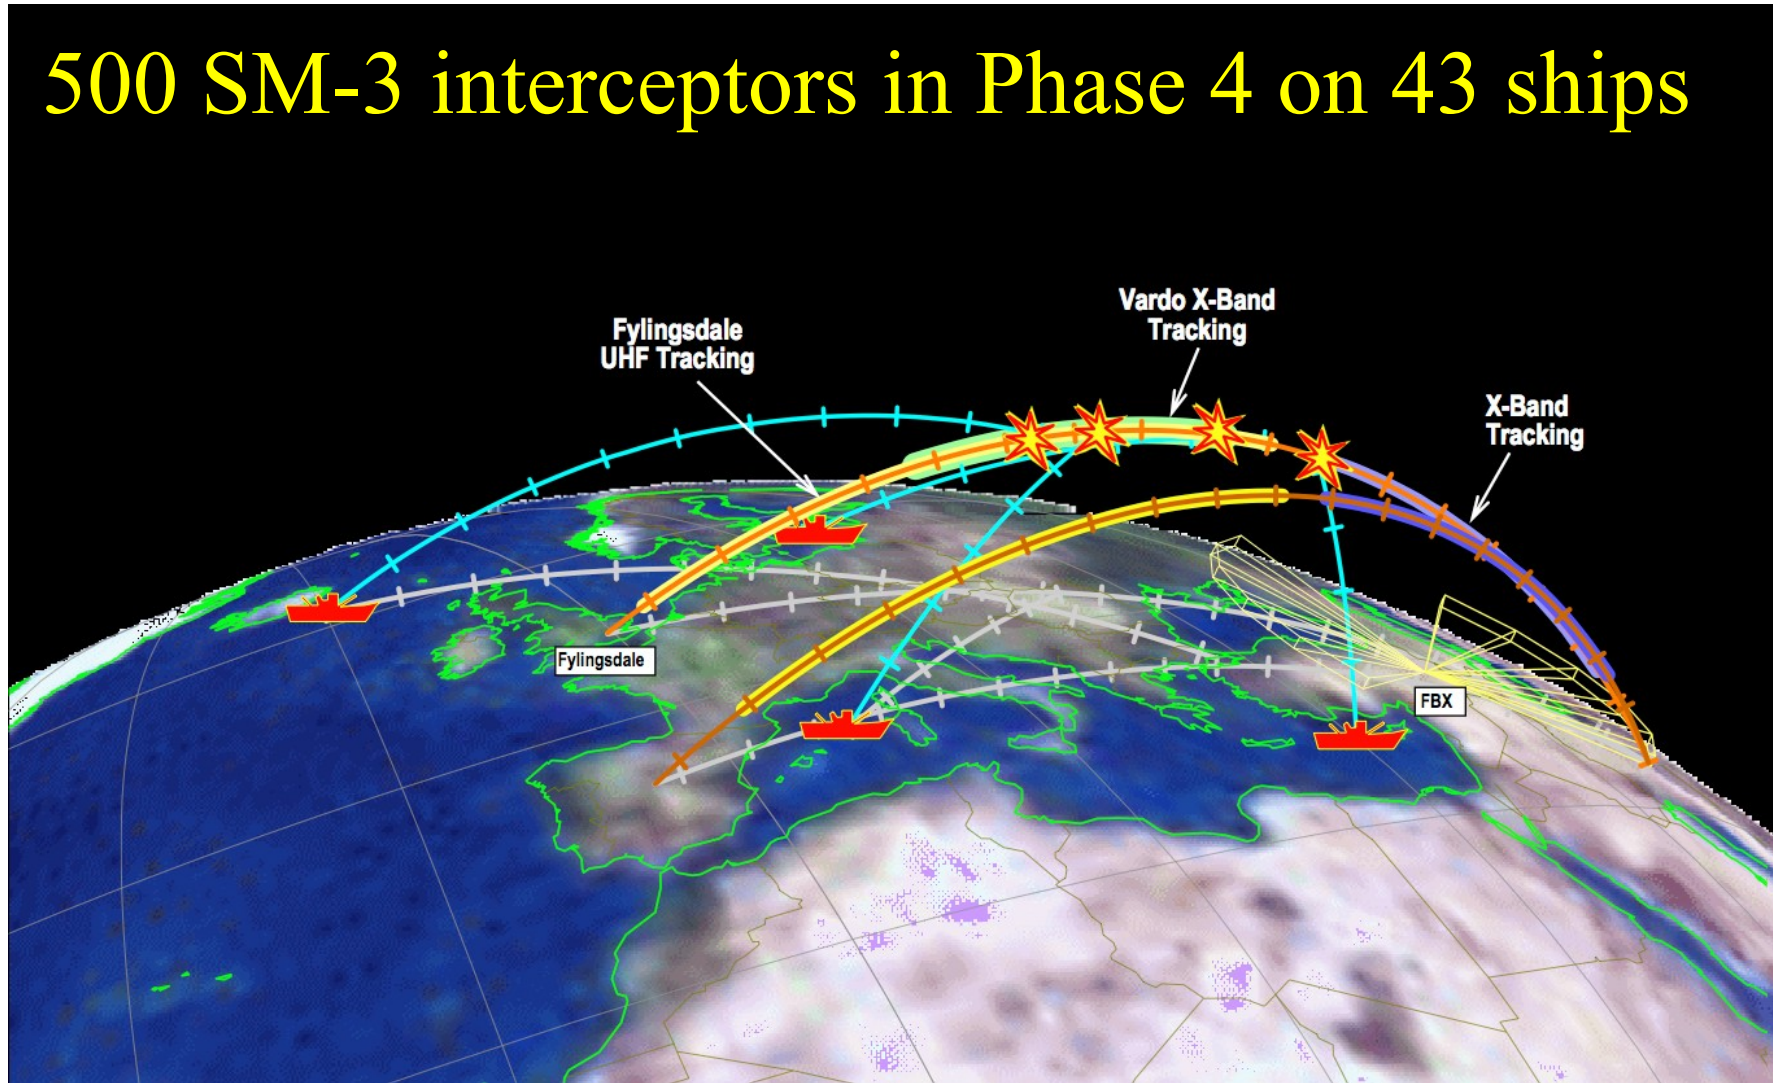 500 SM-3 interceptors in Phase 4 on 43 ships
Vardo X-Band
Tracking
Fylingsdale
UHF Tracking
X-Band
Tracking
Fylingsdale
FBX